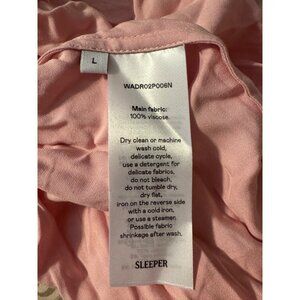 L
WADR02P006N
Main fabric:
100% viscose.
Dry clean or machine
wash cold,
delicate cycle,
use a detergent for
delicate fabrics,
do not bleach,
do not tumble dry,
dry flat,
iron on the reverse side
with a cold iron,
or use a steamer.
Possible fabric
shrinkage after wash.
SLEEPER